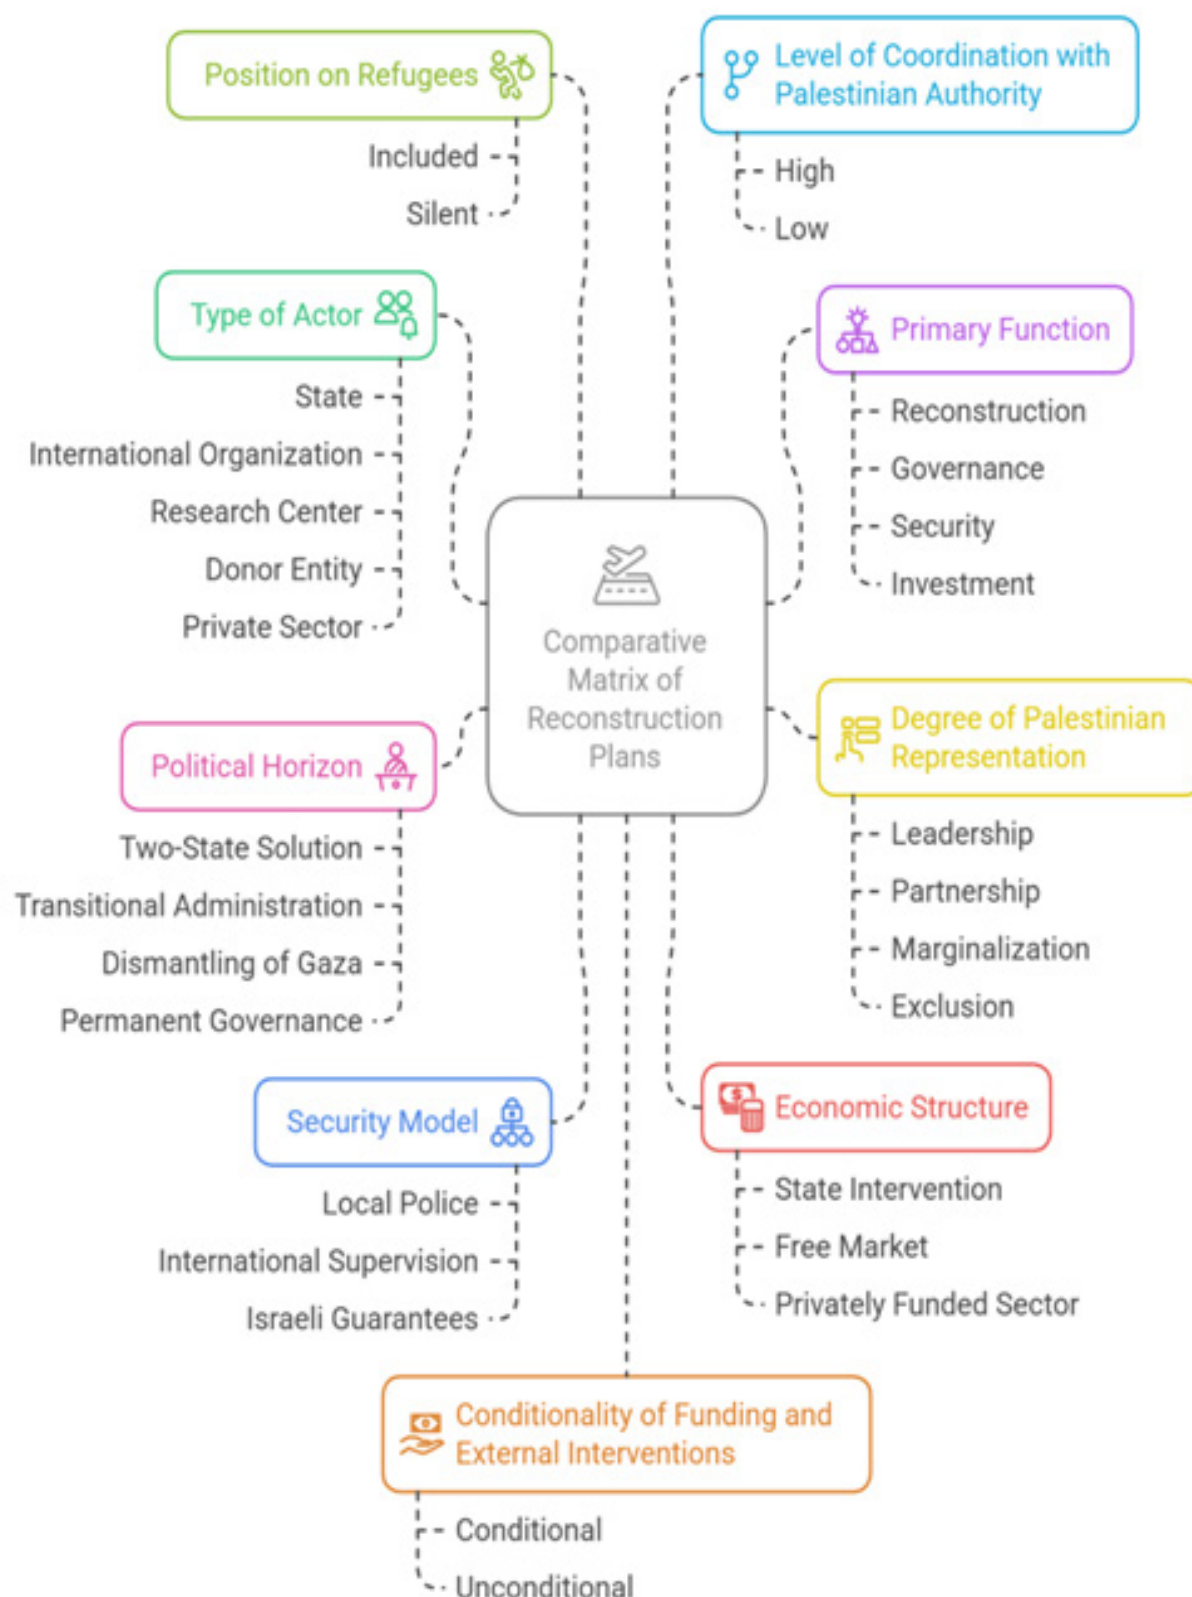 Position on Refugees
Included
Silent
Level of Coordination with
Palestinian Authority
High
Low
Type of Actor
State
International Organization
Research Center
Donor Entity
Private Sector
Primary Function
Reconstruction
Governance
Security
Investment
Comparative
Matrix of
Reconstruction
Plans
Political Horizon
Two-State Solution
Transitional Administration
Dismantling of Gaza
Permanent Governance
Degree of Palestinian
Representation
Leadership
Partnership
Marginalization
Exclusion
Security Model
Local Police
International Supervision
Israeli Guarantees
Economic Structure
State Intervention
Free Market
Privately Funded Sector
Conditionality of Funding and
External Interventions
Conditional
Unconditional